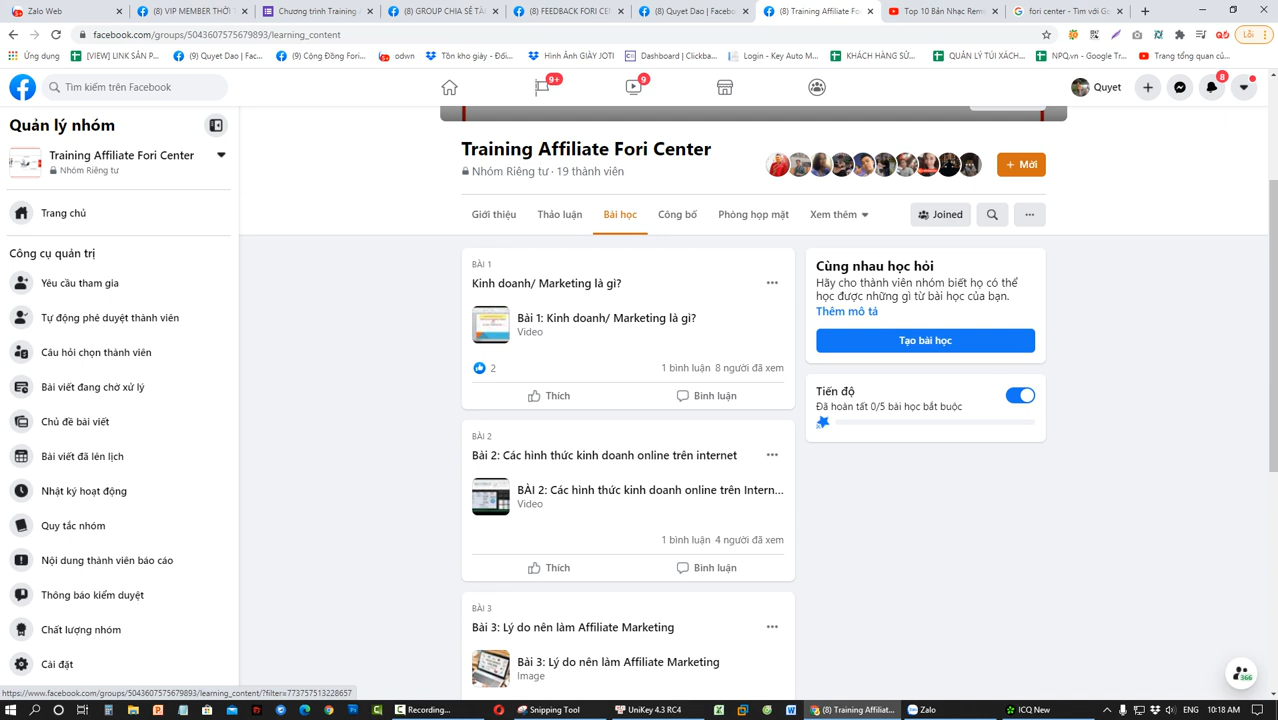 Zalo Web
(8) VIP MEMBER THỜI T
Chương trình Training A
(8) GROUP CHIA SẺ TÀI
(8) FEEDBACK FORI CEN
(8) Quyet Dao | Facebo
(8) Training Affiliate For
Top 10 Bản Nhạc Remi
fori center - Tìm với Go
facebook.com/groups/5043607575679893/learning_content
Lỗi
Ứng dụng
[VIEW] LINK SẢN P...
(9) Quyet Dao | Fac...
(9) Cộng Đồng Fori...
odwn
Tồn kho giày - Đối...
Hình Ảnh GIÀY JOTI
Dashboard | Clickba...
Login - Key Auto M...
KHÁCH HÀNG SỬ...
QUẢN LÝ TÚI XÁCH...
NPQ.vn - Google Tr...
Trang tổng quan củ...
Tìm kiếm trên Facebook
9+
9
Quyet
8
Quản lý nhóm
Training Affiliate Fori Center
Nhóm Riêng tư
Trang chủ
Công cụ quản trị
Yêu cầu tham gia
Tự động phê duyệt thành viên
Câu hỏi chọn thành viên
Bài viết đang chờ xử lý
Chủ đề bài viết
Bài viết đã lên lịch
Nhật ký hoạt động
Quy tắc nhóm
Nội dung thành viên báo cáo
Thông báo kiểm duyệt
Chất lượng nhóm
Cài đặt
Training Affiliate Fori Center
Nhóm Riêng tư · 19 thành viên
+ Mời
Giới thiệu
Thảo luận
Bài học
Công bố
Phòng họp mặt
Xem thêm
Joined
BÀI 1
Kinh doanh/ Marketing là gì?
Bài 1: Kinh doanh/ Marketing là gì?
Video
2
1 bình luận 8 người đã xem
Thích
Bình luận
BÀI 2
Bài 2: Các hình thức kinh doanh online trên internet
BÀI 2: Các hình thức kinh doanh online trên Intern...
Video
1 bình luận 4 người đã xem
Thích
Bình luận
BÀI 3
Bài 3: Lý do nên làm Affiliate Marketing
Bài 3: Lý do nên làm Affiliate Marketing
Image
Cùng nhau học hỏi
Hãy cho thành viên nhóm biết họ có thể
học được những gì từ bài học của bạn.
Thêm mô tả
Tạo bài học
Tiến độ
Đã hoàn tất 0/5 bài học bắt buộc
366
https://www.facebook.com/groups/5043607575679893/learning_content/?filter=773757513228657
Recording...
Snipping Tool
UniKey 4.3 RC4
(8) Training Affiliat...
Zalo
ICQ New
ENG
10:18 AM